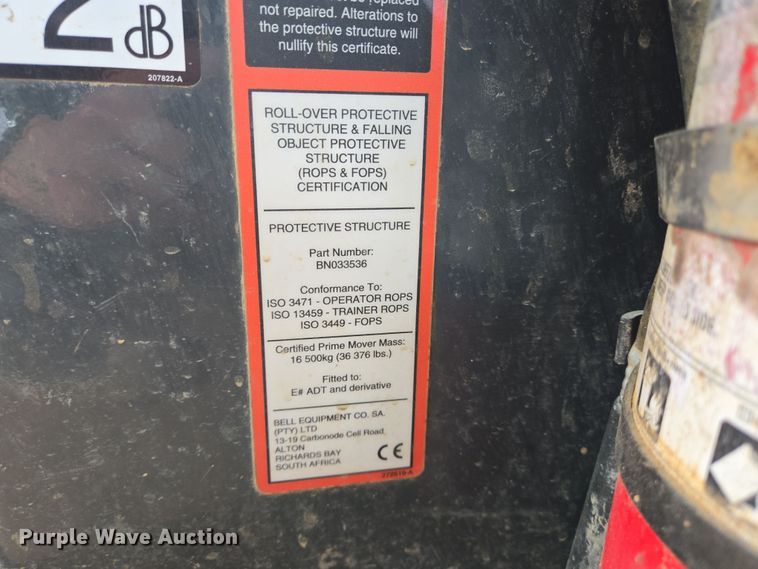 2 dB
207822-A
not repaired. Alterations to
the protective structure will
nullify this certificate.
ROLL-OVER PROTECTIVE
STRUCTURE & FALLING
OBJECT PROTECTIVE
STRUCTURE
(ROPS & FOPS)
CERTIFICATION
PROTECTIVE STRUCTURE
Part Number:
BN033536
Conformance To:
ISO 3471 - OPERATOR ROPS
ISO 13459 - TRAINER ROPS
ISO 3449 - FOPS
Certified Prime Mover Mass:
16 500kg (36 376 lbs.)
Fitted to:
E# ADT and derivative
BELL EQUIPMENT CO. SA.
(PTY) LTD
13-19 Carbonode Cell Road,
ALTON
RICHARDS BAY
SOUTH AFRICA
CE
Purple Wave Auction